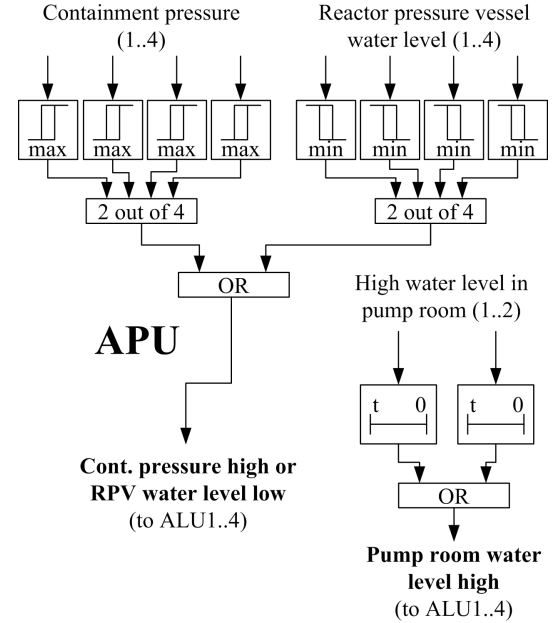 Containment pressure
(1..4)
Reactor pressure vessel
water level (1..4)
max max max max
min min min min
2 out of 4
2 out of 4
OR
High water level in
pump room (1..2)
APU
t 0 t 0
Cont. pressure high or
RPV water level low
(to ALU1..4)
OR
Pump room water
level high
(to ALU1..4)